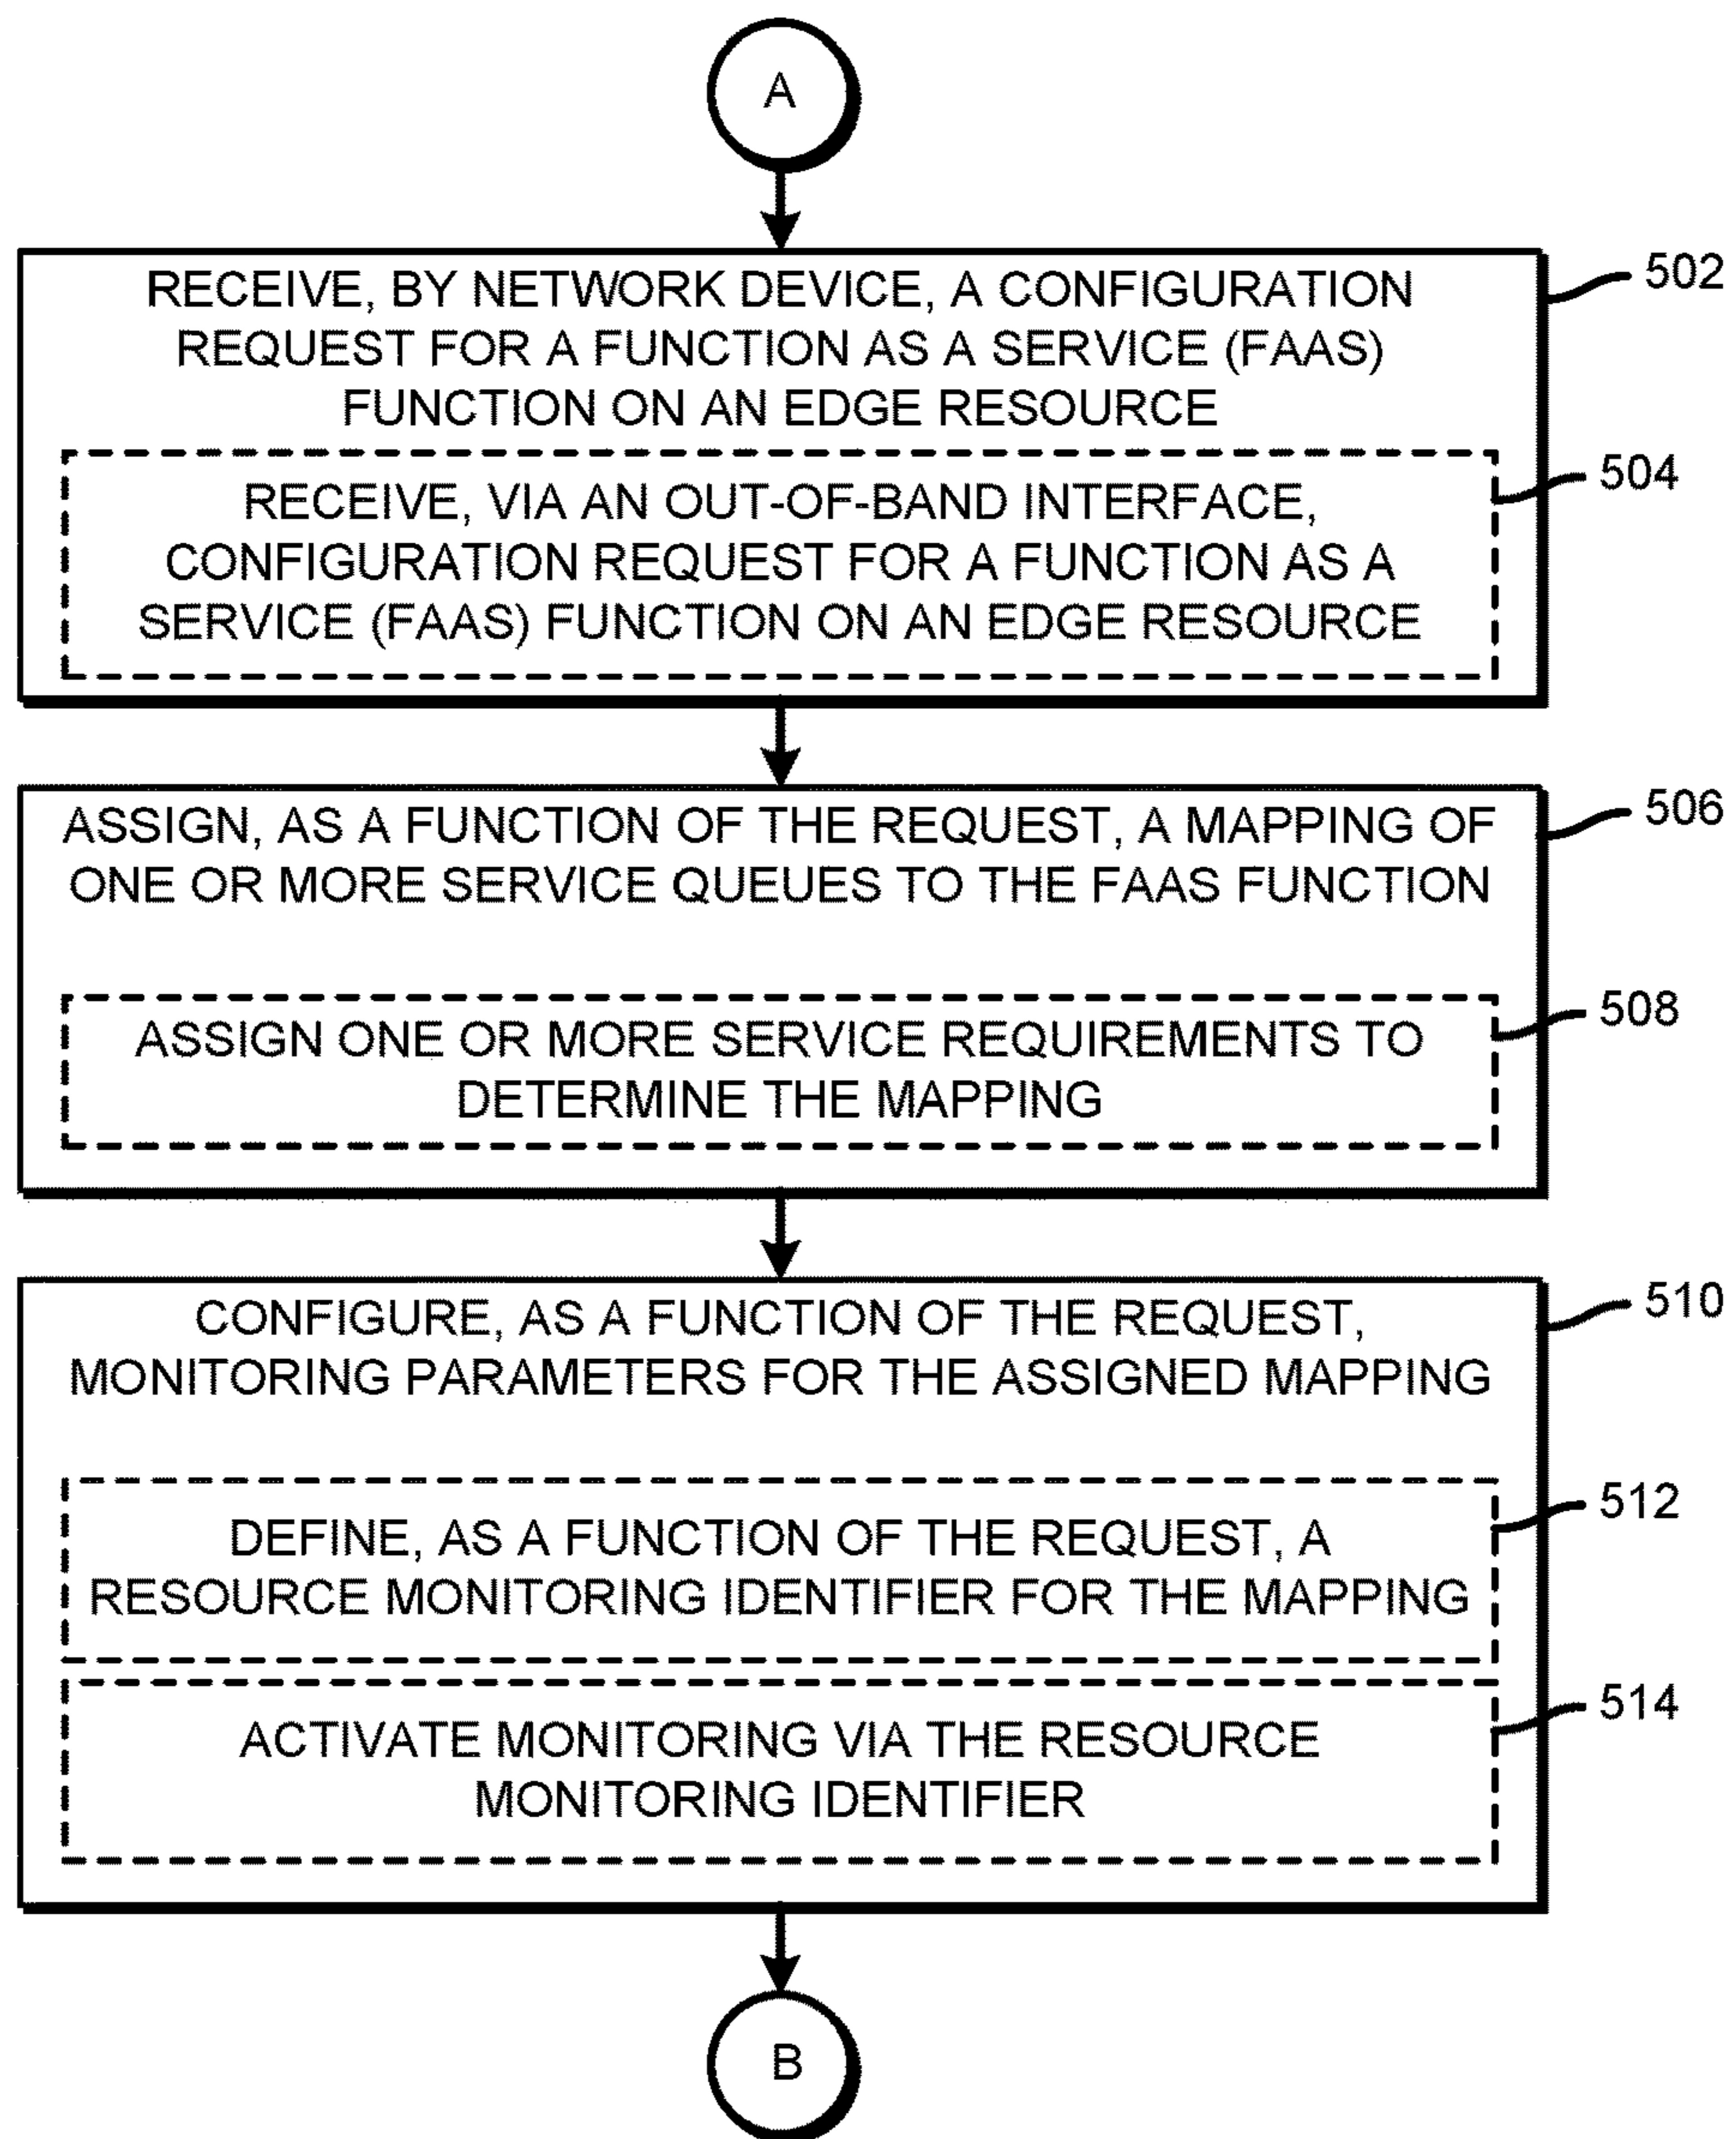 A
RECEIVE, BY NETWORK DEVICE, A CONFIGURATION
REQUEST FOR A FUNCTION AS A SERVICE (FAAS)
FUNCTION ON AN EDGE RESOURCE
502
RECEIVE, VIA AN OUT-OF-BAND INTERFACE,
CONFIGURATION REQUEST FOR A FUNCTION AS A
SERVICE (FAAS) FUNCTION ON AN EDGE RESOURCE
504
ASSIGN, AS A FUNCTION OF THE REQUEST, A MAPPING OF
ONE OR MORE SERVICE QUEUES TO THE FAAS FUNCTION
506
ASSIGN ONE OR MORE SERVICE REQUIREMENTS TO
DETERMINE THE MAPPING
508
CONFIGURE, AS A FUNCTION OF THE REQUEST,
MONITORING PARAMETERS FOR THE ASSIGNED MAPPING
510
DEFINE, AS A FUNCTION OF THE REQUEST, A
RESOURCE MONITORING IDENTIFIER FOR THE MAPPING
512
ACTIVATE MONITORING VIA THE RESOURCE
MONITORING IDENTIFIER
514
B